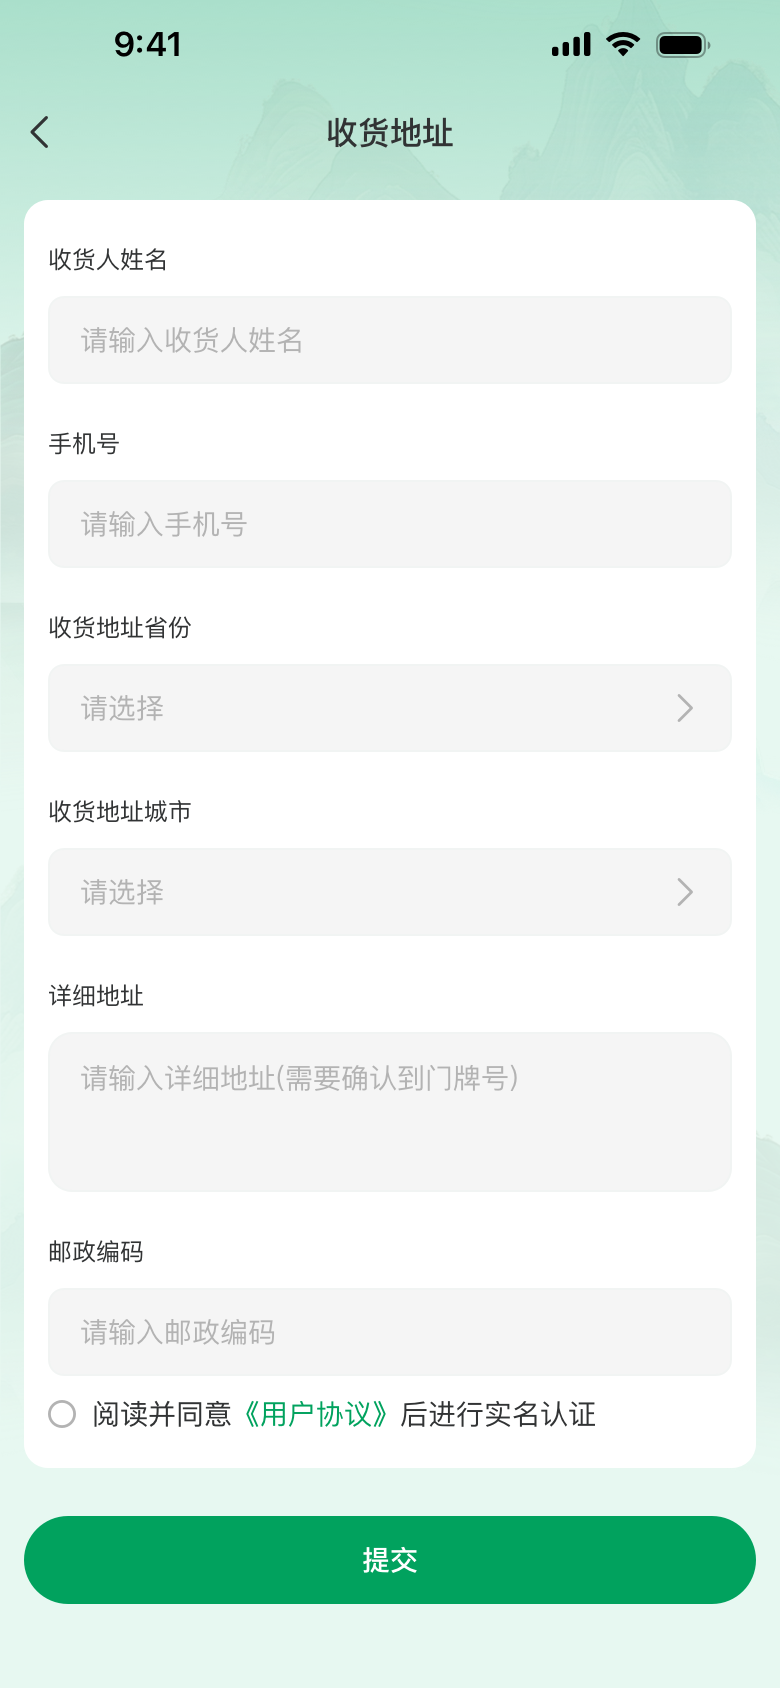 9:41
收货地址
收货人姓名
请输入收货人姓名
手机号
请输入手机号
收货地址省份
请选择
收货地址城市
请选择
详细地址
请输入详细地址(需要确认到门牌号)
邮政编码
请输入邮政编码
阅读并同意《用户协议》后进行实名认证
提交